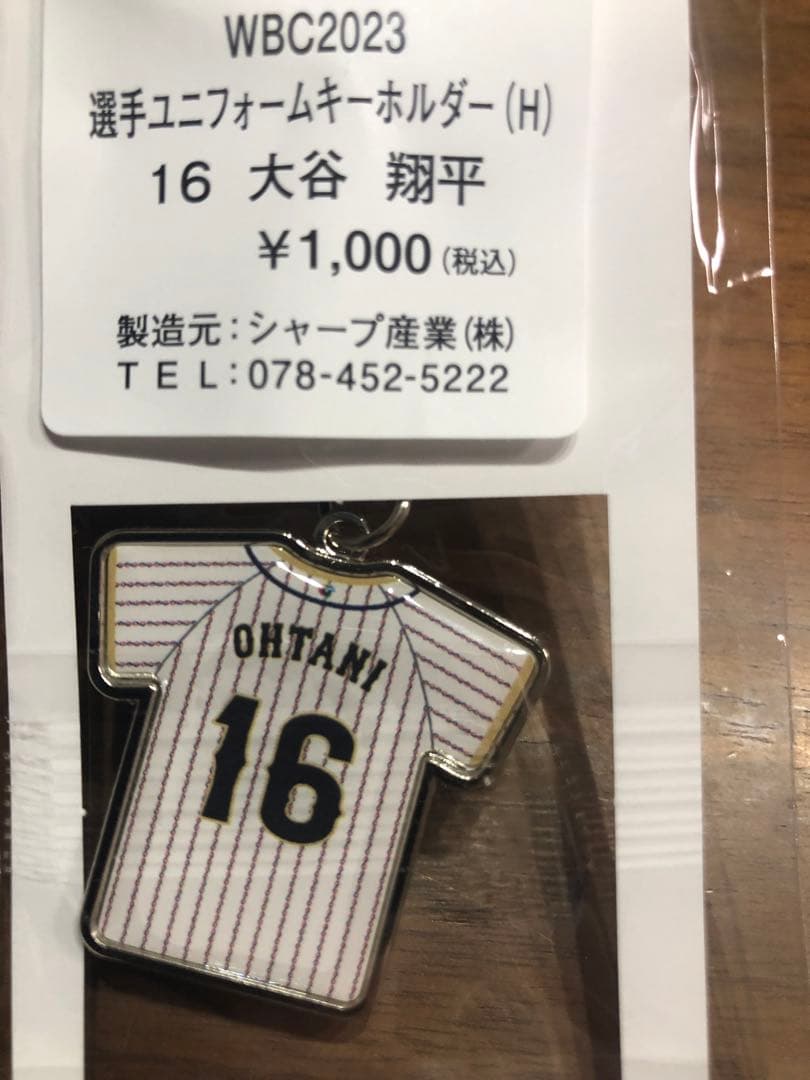 WBC2023
選手ユニフォームキーホルダー(H)
16 大谷 翔平
¥1,000(税込)
製造元:シャープ産業(株)
TEL:078-452-5222
OHTANI
16